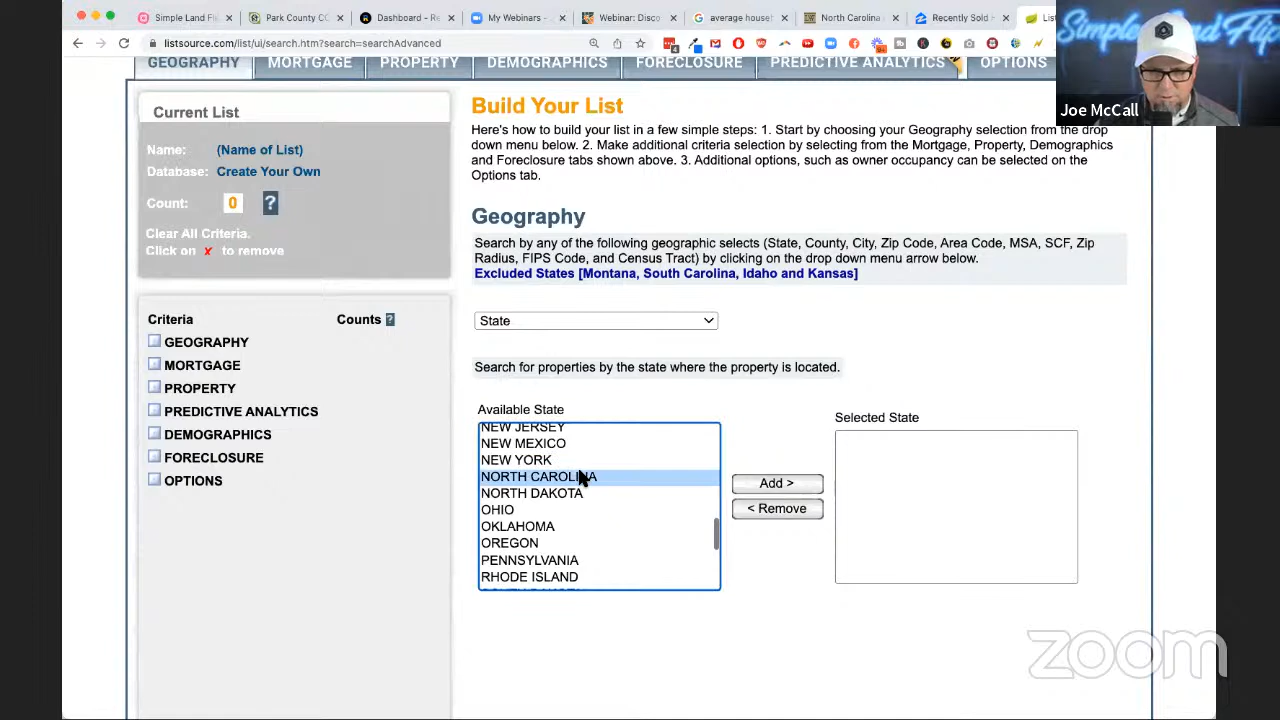 Simple Land Fli
Park County CO
Dashboard - Re
My Webinars -
Webinar: Disco
average househ
North Carolina
Recently Sold
Lis
listsource.com/list/ui/search.htm?search=searchAdvanced
GEOGRAPHY
MORTGAGE
PROPERTY
DEMOGRAPHICS
FORECLOSURE
PREDICTIVE ANALYTICS
OPTIONS
Joe McCall
Current List
Name: (Name of List)
Database: Create Your Own
Count: 0 ?
Clear All Criteria.
Click on x to remove
Criteria
Counts ?
GEOGRAPHY
MORTGAGE
PROPERTY
PREDICTIVE ANALYTICS
DEMOGRAPHICS
FORECLOSURE
OPTIONS
Build Your List
Here's how to build your list in a few simple steps: 1. Start by choosing your Geography selection from the drop
down menu below. 2. Make additional criteria selection by selecting from the Mortgage, Property, Demographics
and Foreclosure tabs shown above. 3. Additional options, such as owner occupancy can be selected on the
Options tab.
Geography
Search by any of the following geographic selects (State, County, City, Zip Code, Area Code, MSA, SCF, Zip
Radius, FIPS Code, and Census Tract) by clicking on the drop down menu arrow below.
Excluded States [Montana, South Carolina, Idaho and Kansas]
State
Search for properties by the state where the property is located.
Available State
NEW JERSEY
NEW MEXICO
NEW YORK
NORTH CAROLINA
NORTH DAKOTA
OHIO
OKLAHOMA
OREGON
PENNSYLVANIA
RHODE ISLAND
Add >
< Remove
Selected State
zoom